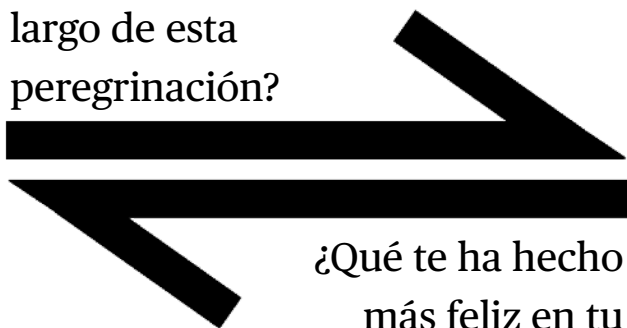 largo de esta
peregrinación?
¿Qué te ha hecho
más feliz en tu